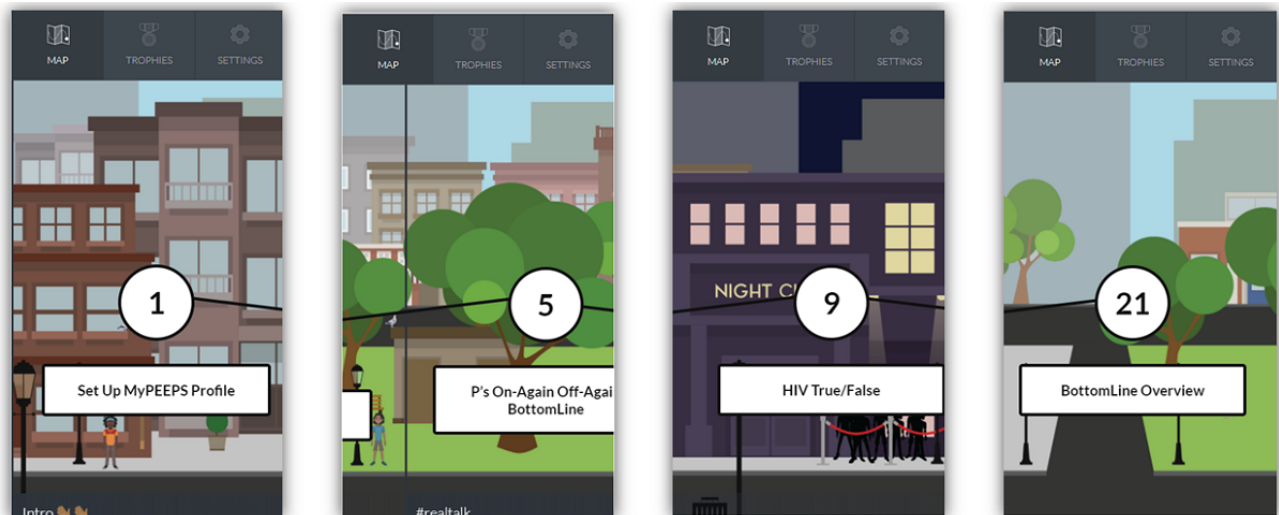 MAP TROPHIES SETTINGS
1
Set Up MyPEEPS Profile
Intro
MAP TROPHIES SETTINGS
5
P's On-Again Off-Agai
BottomLine
#realtalk
MAP TROPHIES SETTINGS
NIGHT C
9
HIV True/False
MAP TROPHIES SETTINGS
21
BottomLine Overview